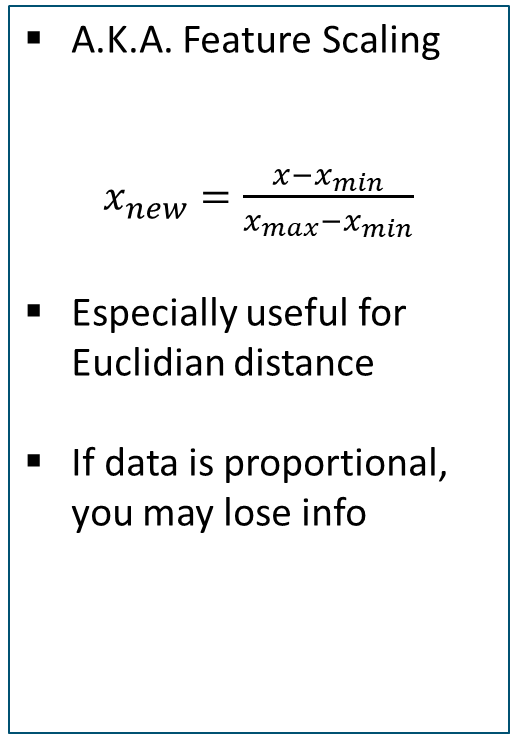 ▪ A.K.A. Feature Scaling
x_new = (x−x_min)/(x_max−x_min)
▪ Especially useful for
Euclidian distance
▪ If data is proportional,
you may lose info